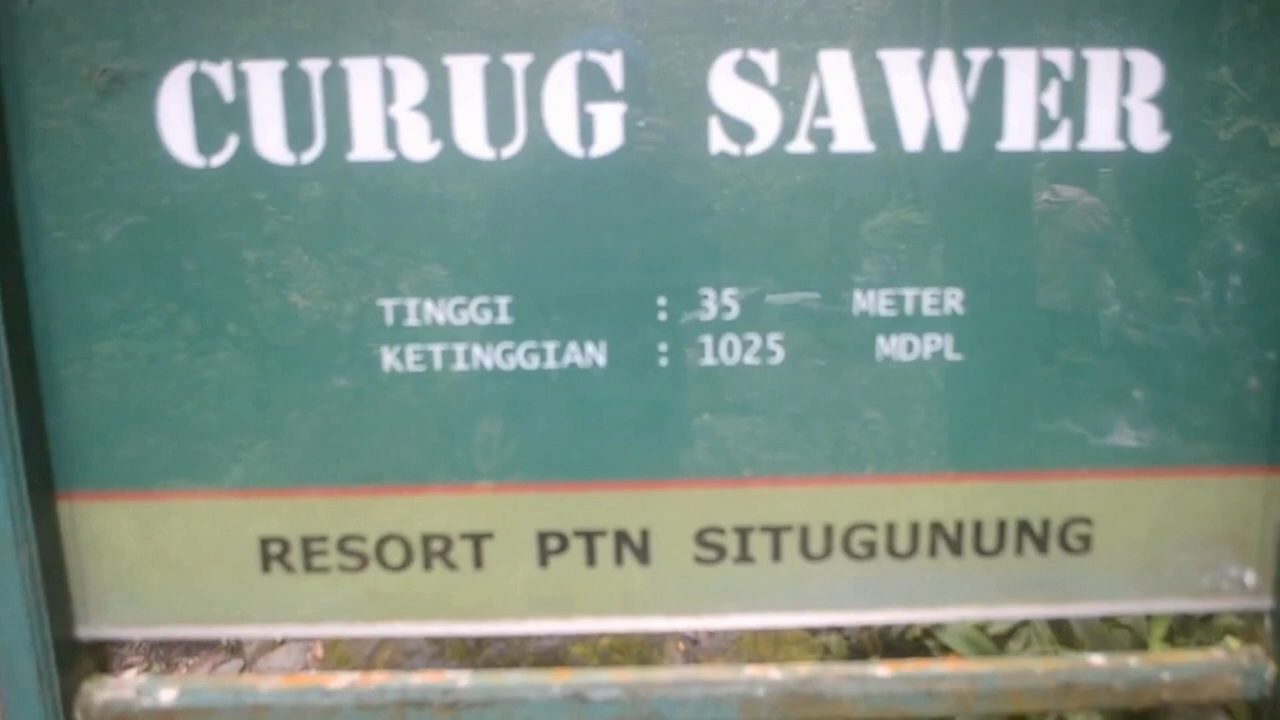 CURUG SAWER
TINGGI : 35 METER
KETINGGIAN : 1025 MDPL
RESORT PTN SITUGUNUNG